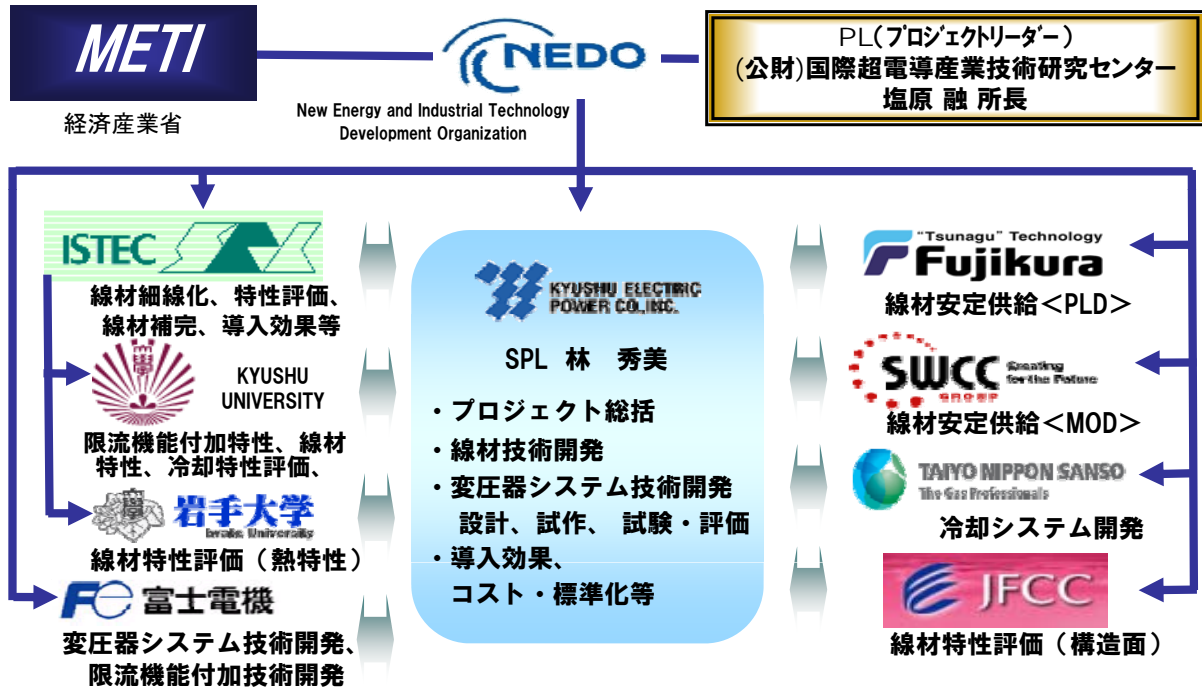 METI
経済産業省
NEDO
New Energy and Industrial Technology
Development Organization
PL(プロジェクトリーダー)
(公財)国際超電導産業技術研究センター
塩原 融 所長
ISTEC
線材細線化、特性評価、
線材補完、導入効果等
KYUSHU
UNIVERSITY
限流機能付加特性、線材
特性、冷却特性評価、
岩手大学
Iwate University
線材特性評価（熱特性）
Fe 富士電機
変圧器システム技術開発、
限流機能付加技術開発
KYUSHU ELECTRIC
POWER CO.,INC.
SPL 林 秀美
・プロジェクト総括
・線材技術開発
・変圧器システム技術開発
設計、試作、試験・評価
・導入効果、
コスト・標準化等
"Tsunagu" Technology
Fujikura
線材安定供給＜PLD＞
SWCC
GROUP
Creating
for the Future
線材安定供給＜MOD＞
TAIYO NIPPON SANSO
The Gas Professionals
冷却システム開発
JFCC
線材特性評価（構造面）